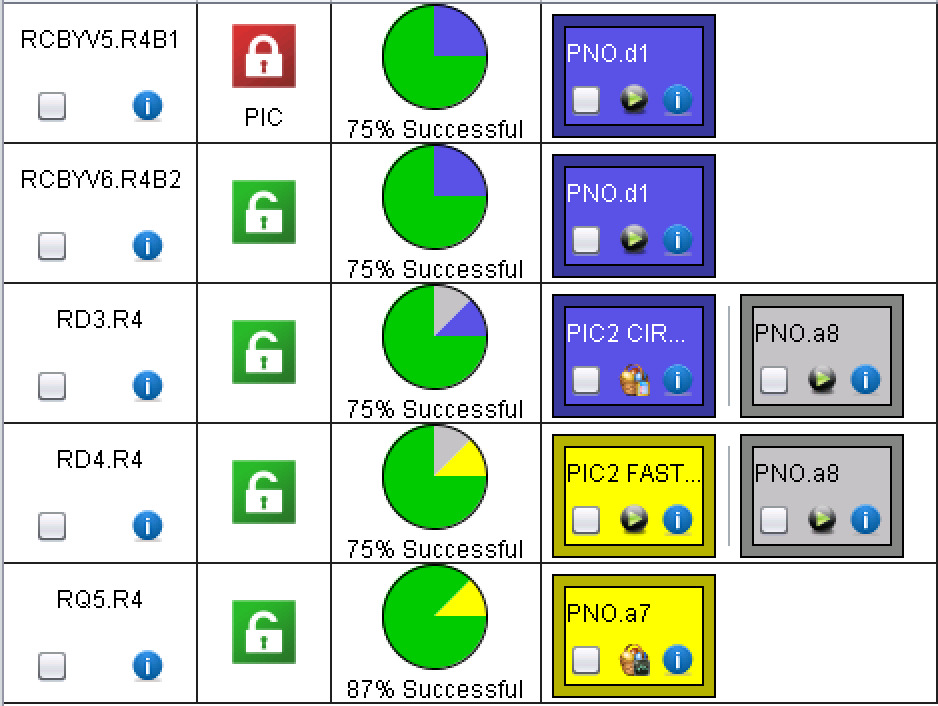 RCBYV5.R4B1
PIC
75% Successful
PNO.d1
RCBYV6.R4B2
75% Successful
PNO.d1
RD3.R4
75% Successful
PIC2 CIR...
PNO.a8
RD4.R4
75% Successful
PIC2 FAST...
PNO.a8
RQ5.R4
87% Successful
PNO.a7